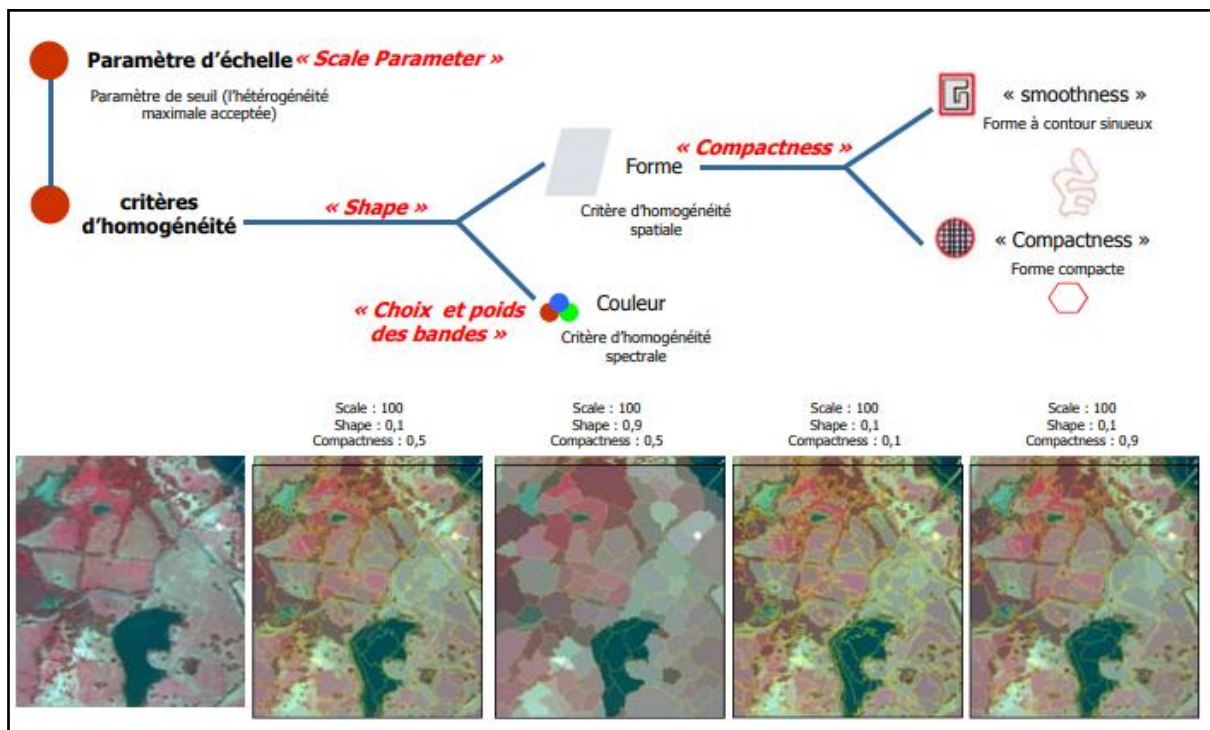 Paramètre d'échelle « Scale Parameter »
Paramètre de seuil (l'hétérogénéité
maximale acceptée)
critères
d'homogénéité
« Shape »
Forme
Critère d'homogénéité
spatiale
« Choix et poids
des bandes »
Couleur
Critère d'homogénéité
spectrale
« Compactness »
« smoothness »
Forme à contour sinueux
« Compactness »
Forme compacte
Scale : 100
Shape : 0,1
Compactness : 0,5
Scale : 100
Shape : 0,9
Compactness : 0,5
Scale : 100
Shape : 0,1
Compactness : 0,1
Scale : 100
Shape : 0,1
Compactness : 0,9